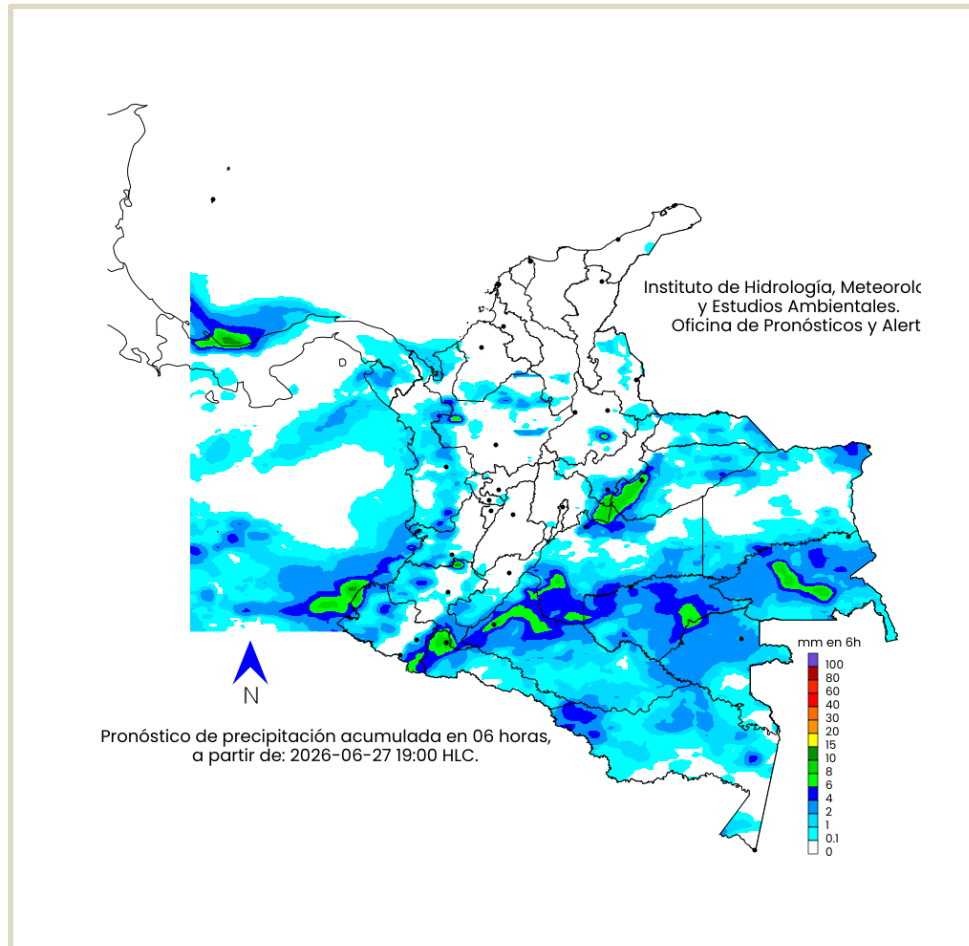 Instituto de Hidrología, Meteorolo
y Estudios Ambientales.
Oficina de Pronósticos y Alert
mm en 6h
100
80
60
40
30
20
15
10
8
6
4
2
1
0.1
0
N
Pronóstico de precipitación acumulada en 06 horas,
a partir de: 2026-06-27 19:00 HLC.